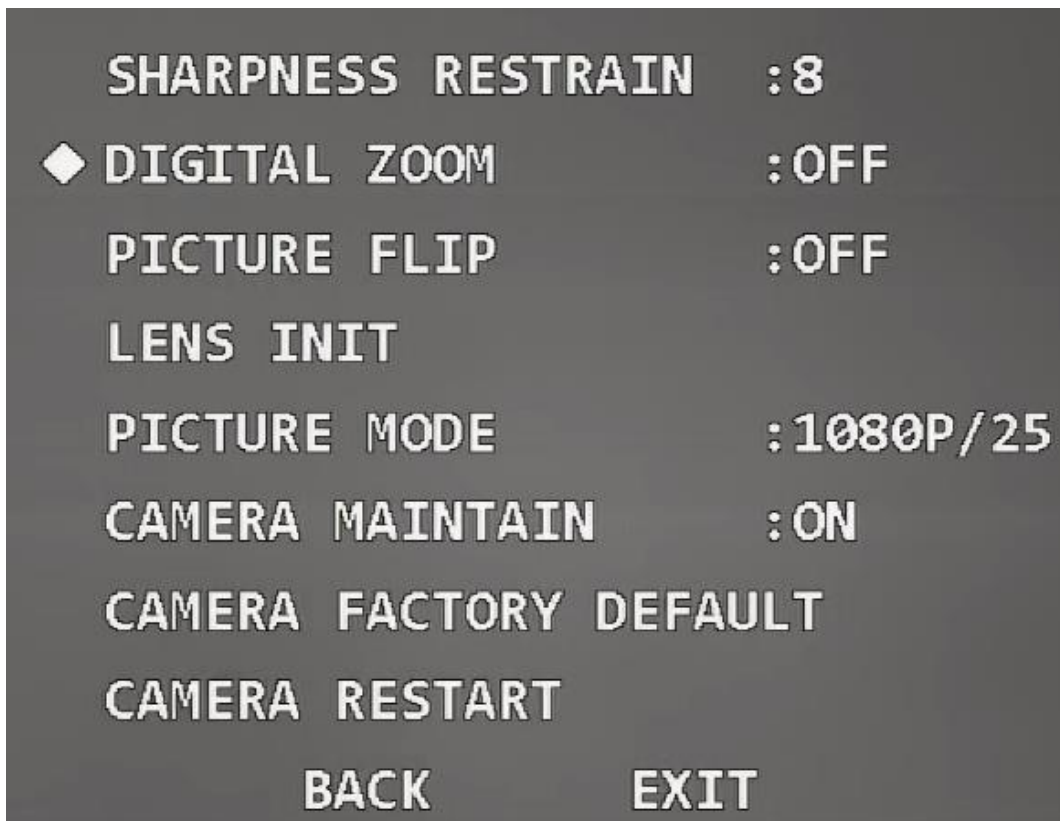 SHARPNESS RESTRAIN :8
DIGITAL ZOOM :OFF
PICTURE FLIP :OFF
LENS INIT
PICTURE MODE :1080P/25
CAMERA MAINTAIN :ON
CAMERA FACTORY DEFAULT
CAMERA RESTART
BACK EXIT